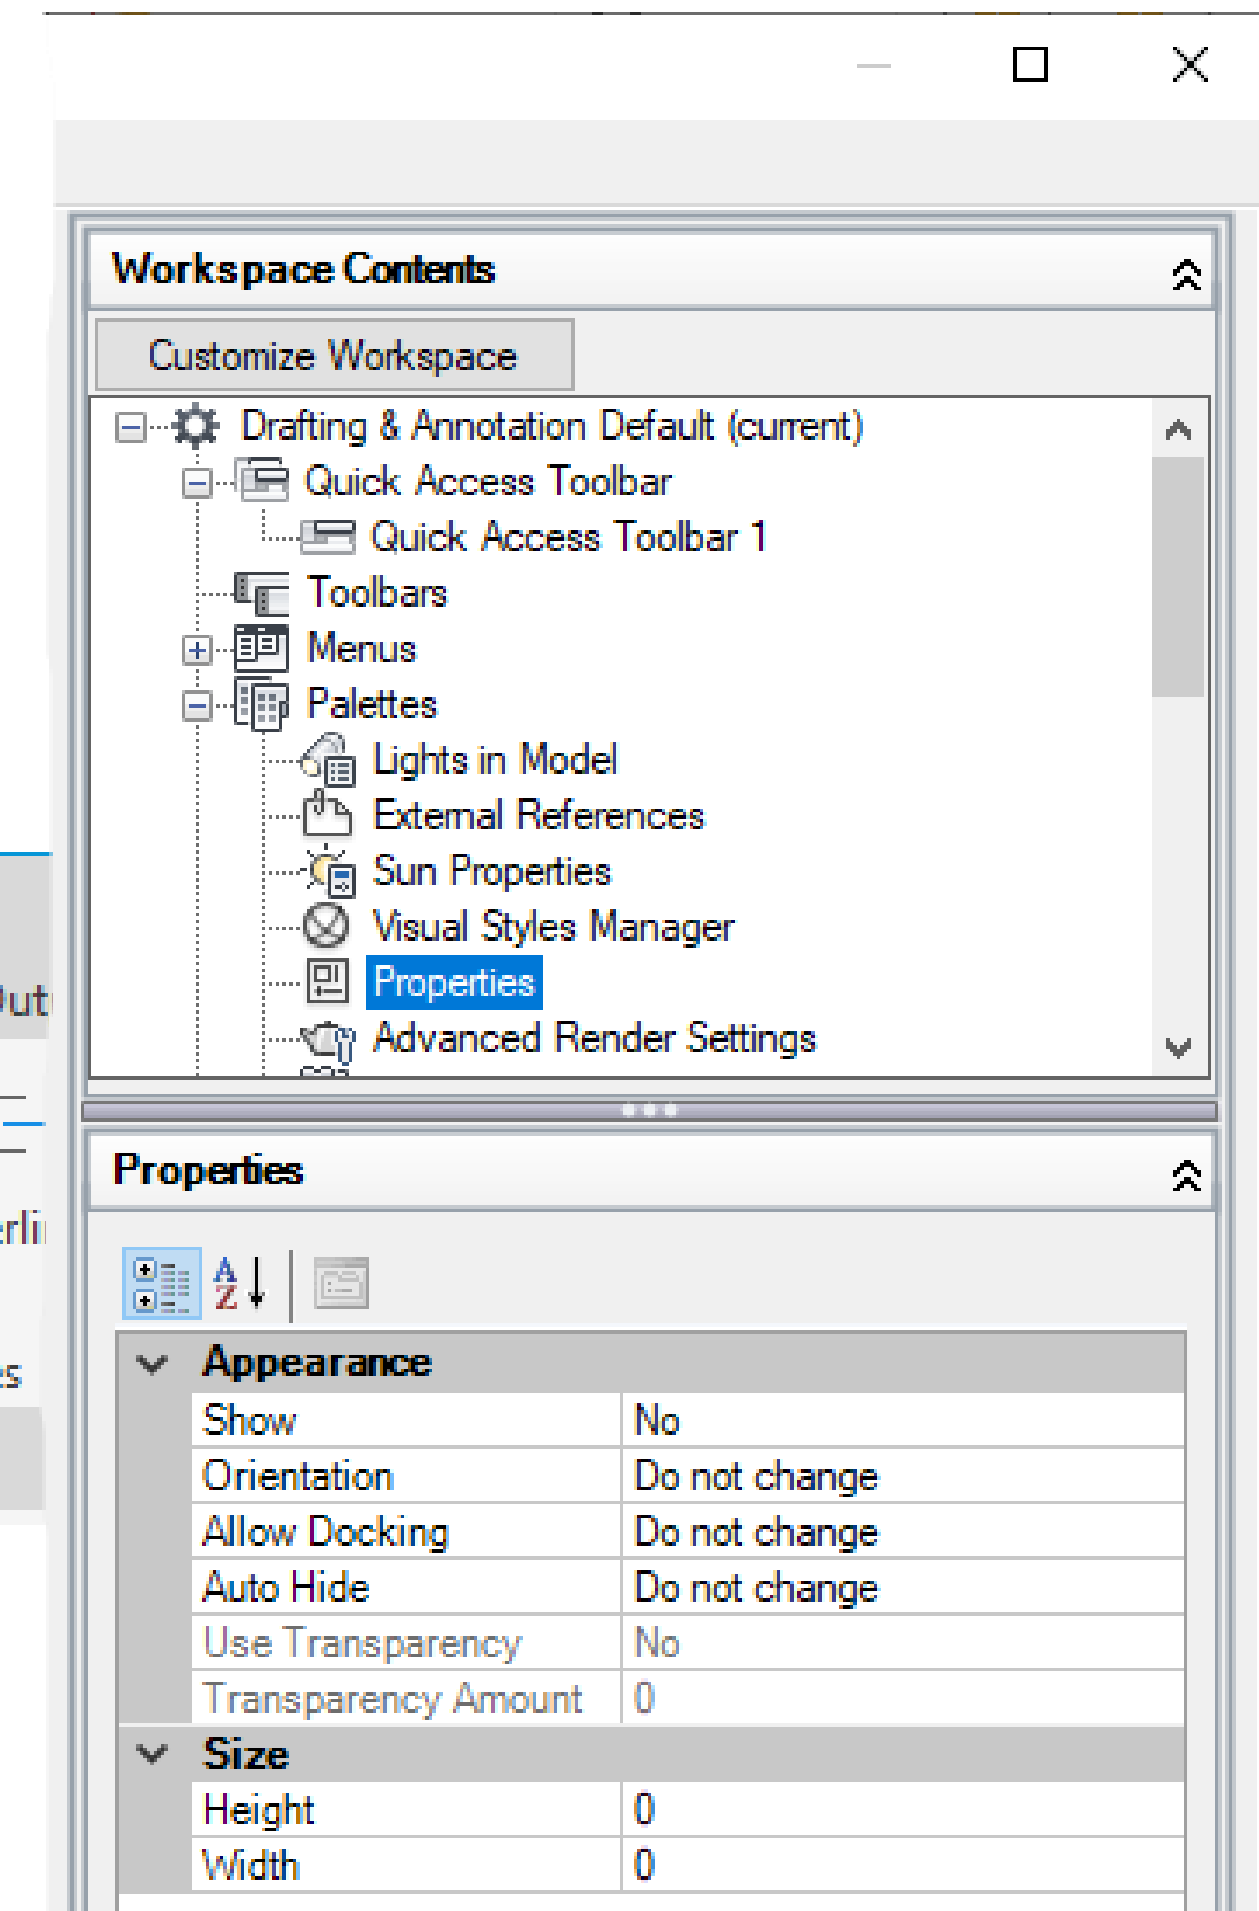 Workspace Contents
Customize Workspace
Drafting & Annotation Default (current)
Quick Access Toolbar
Quick Access Toolbar 1
Toolbars
Menus
Palettes
Lights in Model
External References
Sun Properties
Visual Styles Manager
Properties
Advanced Render Settings
Properties
Appearance
Show No
Orientation Do not change
Allow Docking Do not change
Auto Hide Do not change
Use Transparency No
Transparency Amount 0
Size
Height 0
Width 0